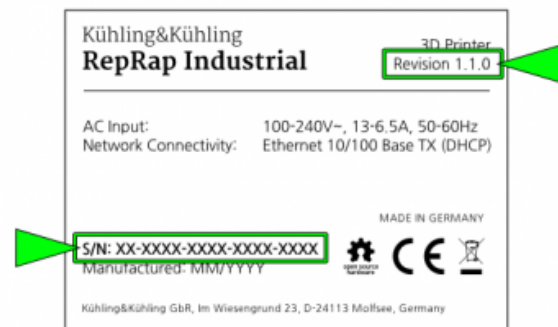 Kühling&Kühling
RepRap Industrial
3D Printer
Revision 1.1.0
AC Input: 100-240V~, 13-6.5A, 50-60Hz
Network Connectivity: Ethernet 10/100 Base TX (DHCP)
MADE IN GERMANY
S/N: XX-XXXX-XXXX-XXXX-XXXX
Manufactured: MM/YYYY
open source
hardware
CE
Kühling&Kühling GbR, Im Wiesengrund 23, D-24113 Molfsee, Germany